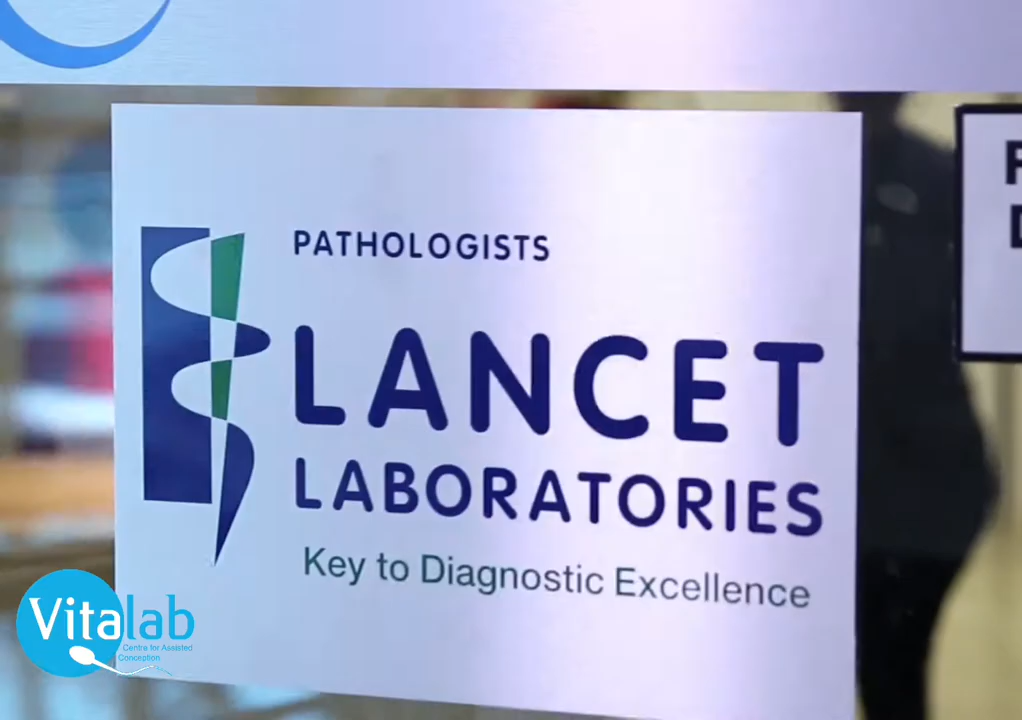 PATHOLOGISTS
LANCET
LABORATORIES
Key to Diagnostic Excellence
Vitalab
Centre for Assisted
Conception